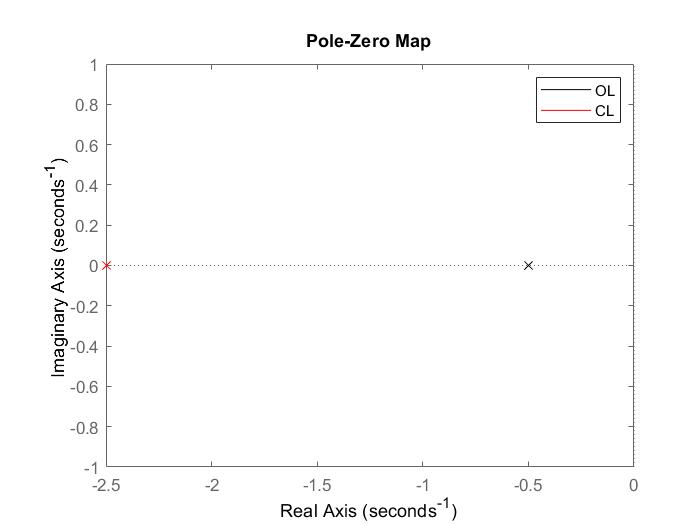 Pole-Zero Map
OL
CL
1
0.8
0.6
0.4
0.2
0
-0.2
-0.4
-0.6
-0.8
-1
Imaginary Axis (seconds⁻¹)
-2.5 -2 -1.5 -1 -0.5 0
Real Axis (seconds⁻¹)